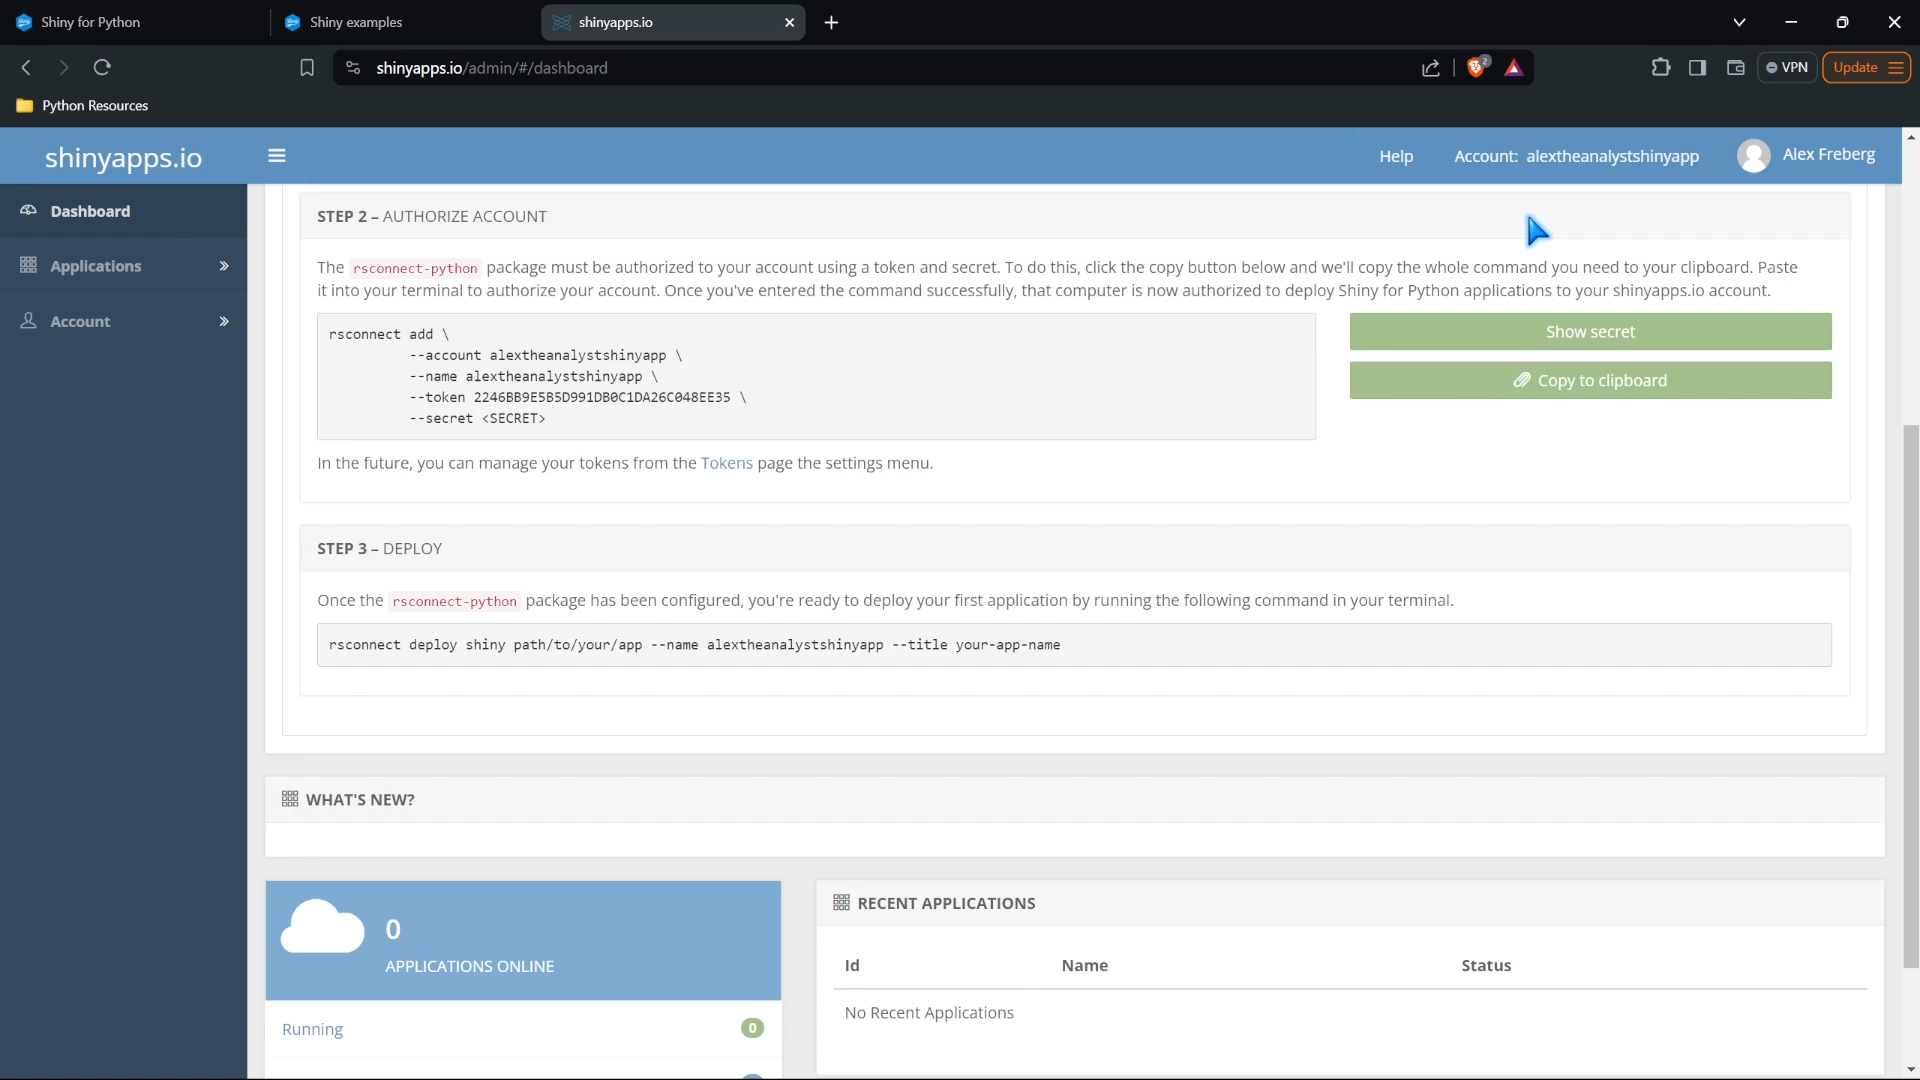 Shiny for Python
Shiny examples
shinyapps.io
shinyapps.io/admin/#/dashboard
2
VPN
Update
Python Resources
shinyapps.io
Help
Account: alextheanalystshinyapp
Alex Freberg
Dashboard
Applications
Account
STEP 2 – AUTHORIZE ACCOUNT
The rsconnect-python package must be authorized to your account using a token and secret. To do this, click the copy button below and we'll copy the whole command you need to your clipboard. Paste
it into your terminal to authorize your account. Once you've entered the command successfully, that computer is now authorized to deploy Shiny for Python applications to your shinyapps.io account.
rsconnect add \
--account alextheanalystshinyapp \
--name alextheanalystshinyapp \
--token 2246BB9E5B5D991DB0C1DA26C048EE35 \
--secret <SECRET>
Show secret
Copy to clipboard
In the future, you can manage your tokens from the Tokens page the settings menu.
STEP 3 – DEPLOY
Once the rsconnect-python package has been configured, you're ready to deploy your first application by running the following command in your terminal.
rsconnect deploy shiny path/to/your/app --name alextheanalystshinyapp --title your-app-name
WHAT'S NEW?
0
APPLICATIONS ONLINE
Running
0
RECENT APPLICATIONS
Id Name Status
No Recent Applications